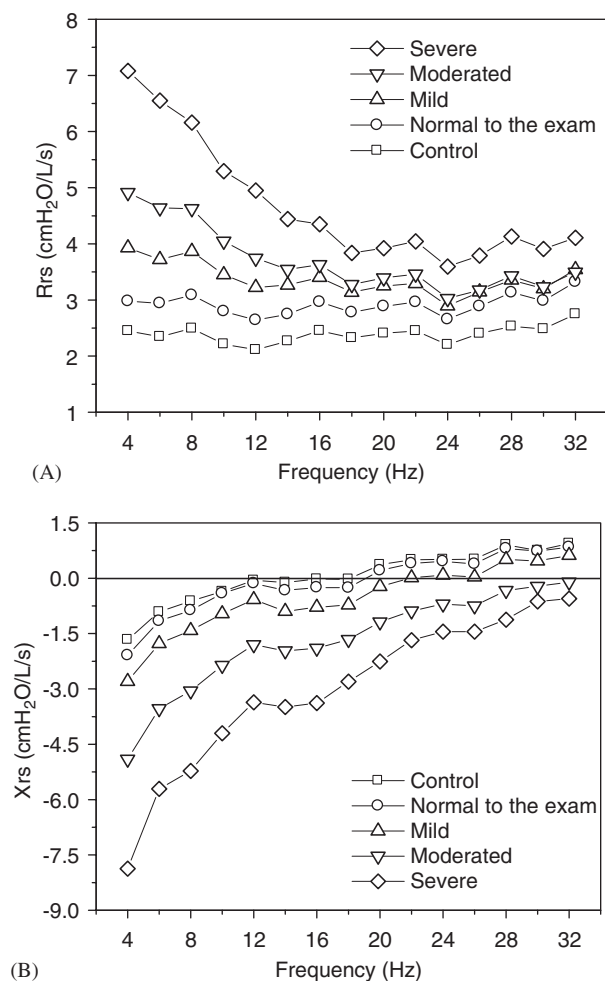 8
7
6
5
4
3
2
1
Rrs (cmH₂O/L/s)
Severe
Moderated
Mild
Normal to the exam
Control
4 8 12 16 20 24 28 32
(A) Frequency (Hz)
1.5
0.0
-1.5
-3.0
-4.5
-6.0
-7.5
-9.0
Xrs (cmH₂O/L/s)
Control
Normal to the exam
Mild
Moderated
Severe
4 8 12 16 20 24 28 32
(B) Frequency (Hz)